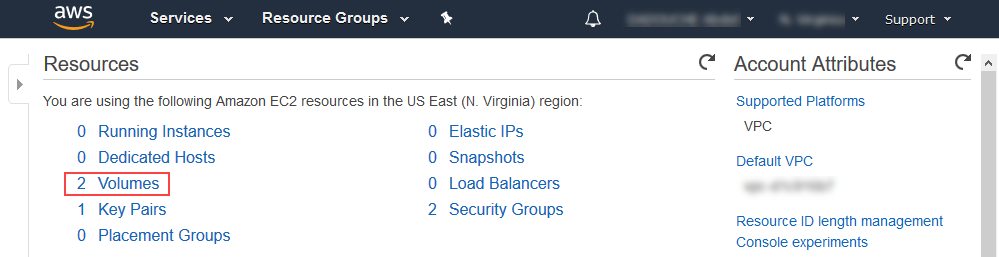 aws
Services
Resource Groups
Support
Resources
You are using the following Amazon EC2 resources in the US East (N. Virginia) region:
0 Running Instances
0 Dedicated Hosts
2 Volumes
1 Key Pairs
0 Placement Groups
0 Elastic IPs
0 Snapshots
0 Load Balancers
2 Security Groups
Account Attributes
Supported Platforms
VPC
Default VPC
Resource ID length management
Console experiments